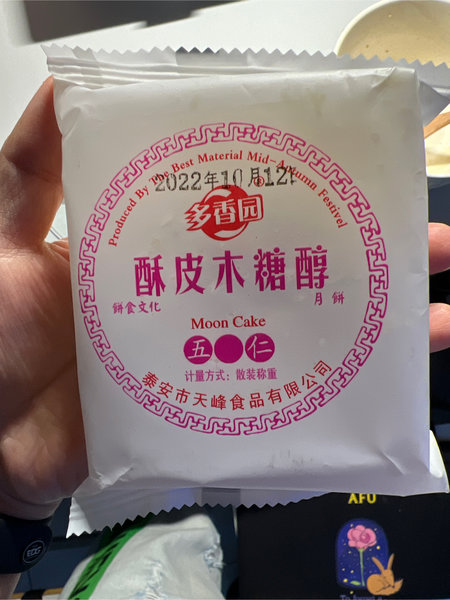 Produced By The Best Material Mid-Autumn Festivel
2022年10月12
多香园®
酥皮木糖醇
餅食文化
月餅
Moon Cake
五仁
计量方式：散装称重
泰安市天峰食品有限公司
ECG
AFU